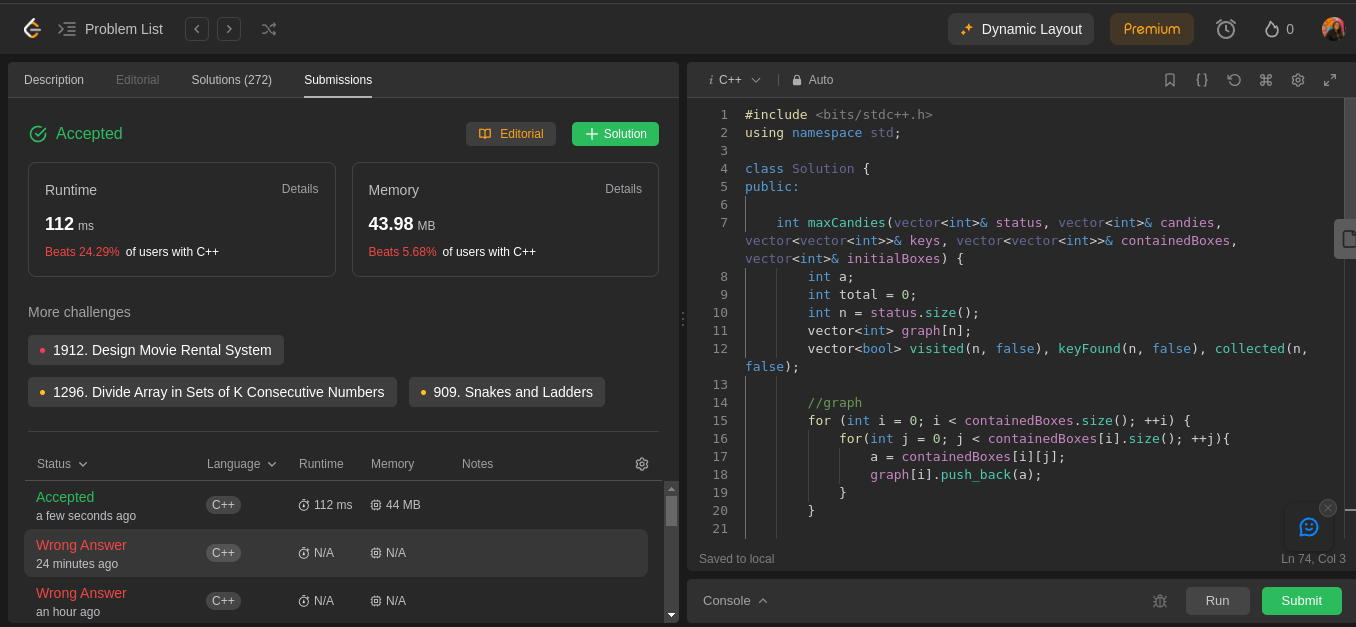 Problem List
Dynamic Layout
Premium
0
Description Editorial Solutions (272) Submissions
Accepted
Editorial
Solution
Runtime Details
112 ms
Beats 24.29% of users with C++
Memory Details
43.98 MB
Beats 5.68% of users with C++
More challenges
1912. Design Movie Rental System
1296. Divide Array in Sets of K Consecutive Numbers
909. Snakes and Ladders
Status Language Runtime Memory Notes
Accepted
a few seconds ago
C++ 112 ms 44 MB
Wrong Answer
24 minutes ago
C++ N/A N/A
Wrong Answer
an hour ago
C++ N/A N/A
i C++ | Auto
1 #include <bits/stdc++.h>
2 using namespace std;
3
4 class Solution {
5 public:
6
7 int maxCandies(vector<int>& status, vector<int>& candies,
vector<vector<int>>& keys, vector<vector<int>>& containedBoxes,
vector<int>& initialBoxes) {
8 int a;
9 int total = 0;
10 int n = status.size();
11 vector<int> graph[n];
12 vector<bool> visited(n, false), keyFound(n, false), collected(n,
false);
13
14 //graph
15 for (int i = 0; i < containedBoxes.size(); ++i) {
16 for(int j = 0; j < containedBoxes[i].size(); ++j){
17 a = containedBoxes[i][j];
18 graph[i].push_back(a);
19 }
20 }
21
Saved to local
Ln 74, Col 3
Console
Run
Submit